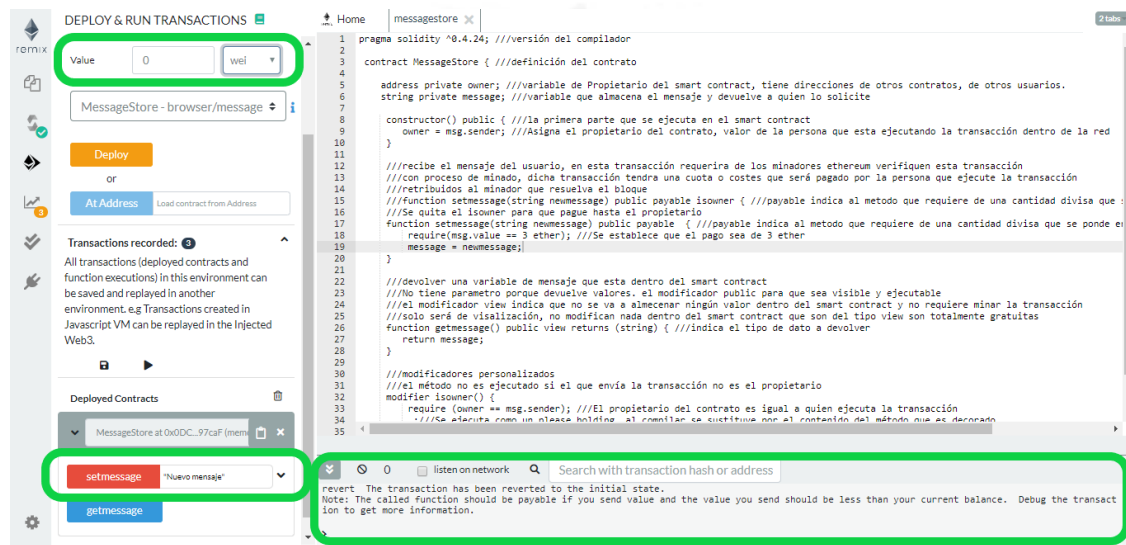 remix
DEPLOY & RUN TRANSACTIONS
Value
0
wei
MessageStore - browser/message
i
Deploy
or
At Address
Load contract from Address
3
Transactions recorded: 3
All transactions (deployed contracts and
function executions) in this environment can
be saved and replayed in another
environment. e.g Transactions created in
Javascript VM can be replayed in the Injected
Web3.
Deployed Contracts
MessageStore at 0x0DC...97caF (memo
setmessage
"Nuevo mensaje"
getmessage
Home
messagestore
2 tabs
1 pragma solidity ^0.4.24; ///versión del compilador
2
3 contract MessageStore { ///definición del contrato
4
5 address private owner; ///variable de Propietario del smart contract, tiene direcciones de otros contratos, de otros usuarios.
6 string private message; ///variable que almacena el mensaje y devuelve a quien lo solicite
7
8 constructor() public { ///la primera parte que se ejecuta en el smart contract
9 owner = msg.sender; ///Asigna el propietario del contrato, valor de la persona que esta ejecutando la transacción dentro de la red
10 }
11
12 ///recibe el mensaje del usuario, en esta transacción requerira de los minadores ethereum verifiquen esta transacción
13 ///con proceso de minado, dicha transacción tendra una cuota o costes que será pagado por la persona que ejecute la transacción
14 ///retribuidos al minador que resuelva el bloque
15 ///function setmessage(string newmessage) public payable isowner { ///payable indica al metodo que requiere de una cantidad divisa que
16 ///Se quita el isowner para que pague hasta el propietario
17 function setmessage(string newmessage) public payable { ///payable indica al metodo que requiere de una cantidad divisa que se ponde
18 require(msg.value == 3 ether); ///Se establece que el pago sea de 3 ether
19 message = newmessage;
20 }
21
22 ///devolver una variable de mensaje que esta dentro del smart contract
23 ///No tiene parametro porque devuelve valores. el modificador public para que sea visible y ejecutable
24 ///el modificador view indica que no se va a almecenar ningún valor dentro del smart contract y no requiere minar la transacción
25 ///solo será de visalización, no modifican nada dentro del smart contract que son del tipo view son totalmente gratuitas
26 function getmessage() public view returns (string) { ///indica el tipo de dato a devolver
27 return message;
28 }
29
30 ///modificadores personalizados
31 ///el método no es ejecutado si el que envía la transacción no es el propietario
32 modifier isowner() {
33 require (owner == msg.sender); ///El propietario del contrato es igual a quien ejecuta la transacción
34 _;///Se ejecuta como un please holding, al compilar se sustituye por el contenido del método que es decorado
35
0
listen on network
Search with transaction hash or address
revert The transaction has been reverted to the initial state.
Note: The called function should be payable if you send value and the value you send should be less than your current balance. Debug the transact
ion to get more information.
>